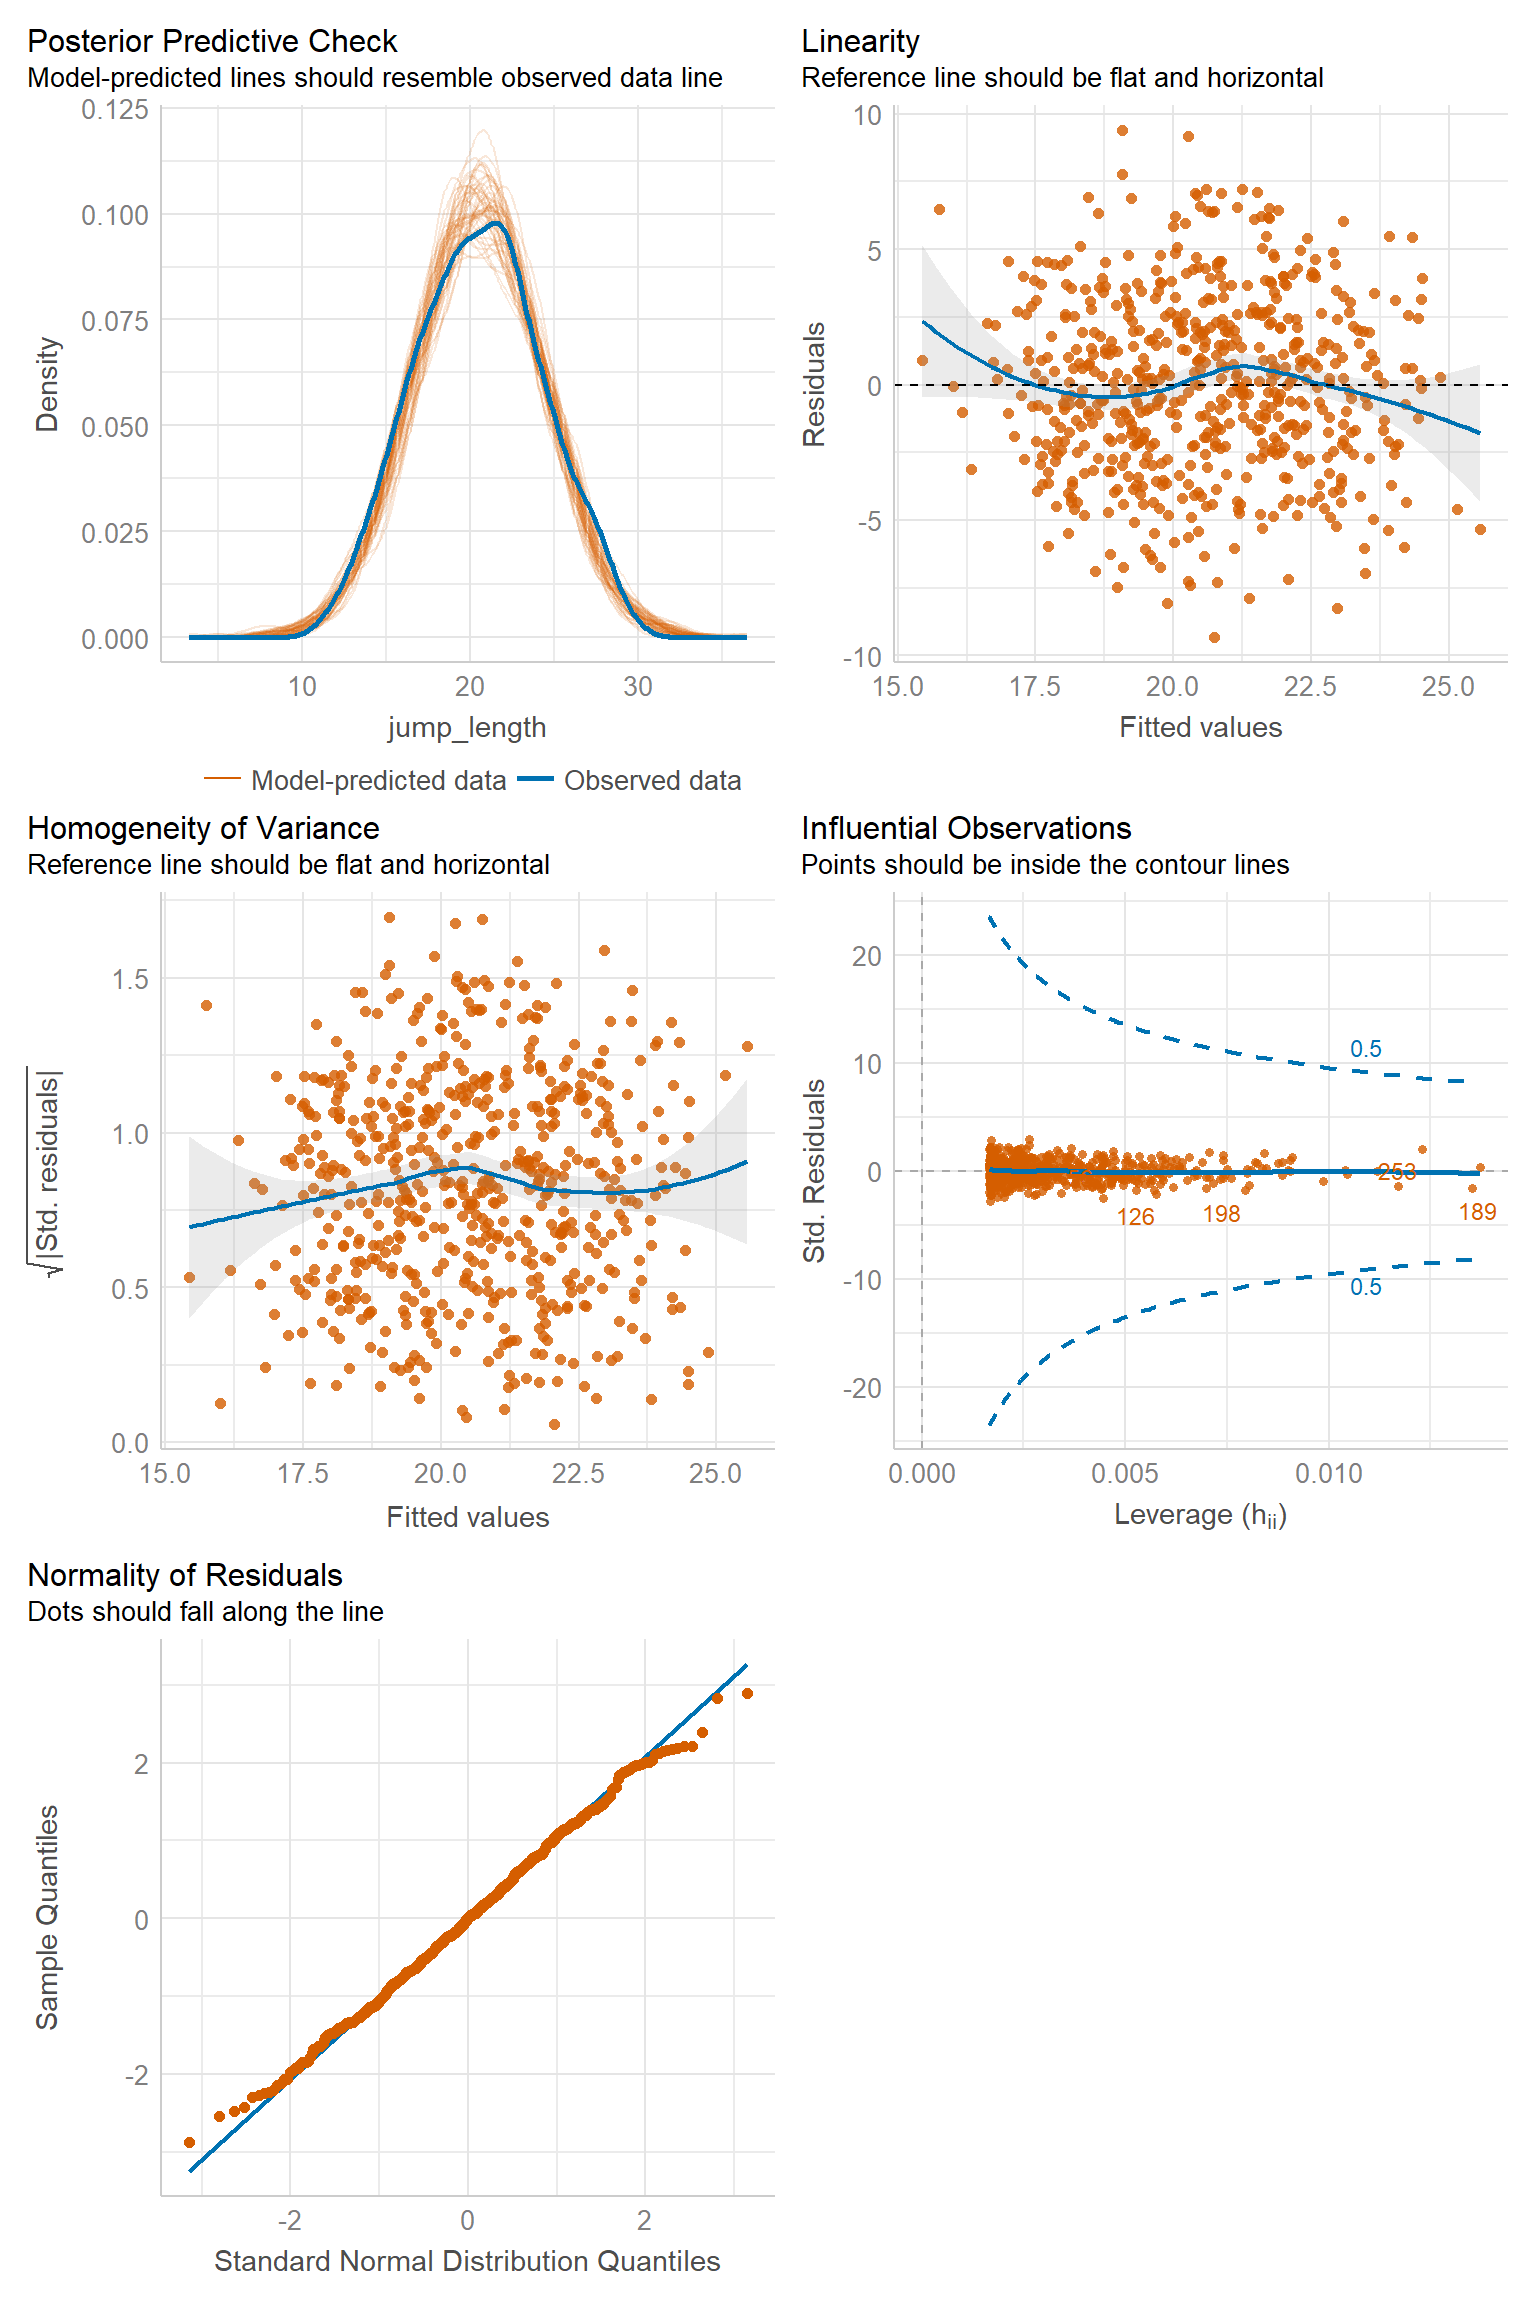 Posterior Predictive Check
Model-predicted lines should resemble observed data line
0.125
0.100
0.075
0.050
0.025
0.000
Density
10 20 30
jump_length
Model-predicted data Observed data
Linearity
Reference line should be flat and horizontal
10
5
0
-5
-10
Residuals
15.0 17.5 20.0 22.5 25.0
Fitted values
Homogeneity of Variance
Reference line should be flat and horizontal
1.5
1.0
0.5
0.0
√|Std. residuals|
15.0 17.5 20.0 22.5 25.0
Fitted values
Influential Observations
Points should be inside the contour lines
20
10
0
-10
-20
Std. Residuals
0.5
253
126 198 189
0.5
0.000 0.005 0.010
Leverage (hii)
Normality of Residuals
Dots should fall along the line
2
0
-2
Sample Quantiles
-2 0 2
Standard Normal Distribution Quantiles